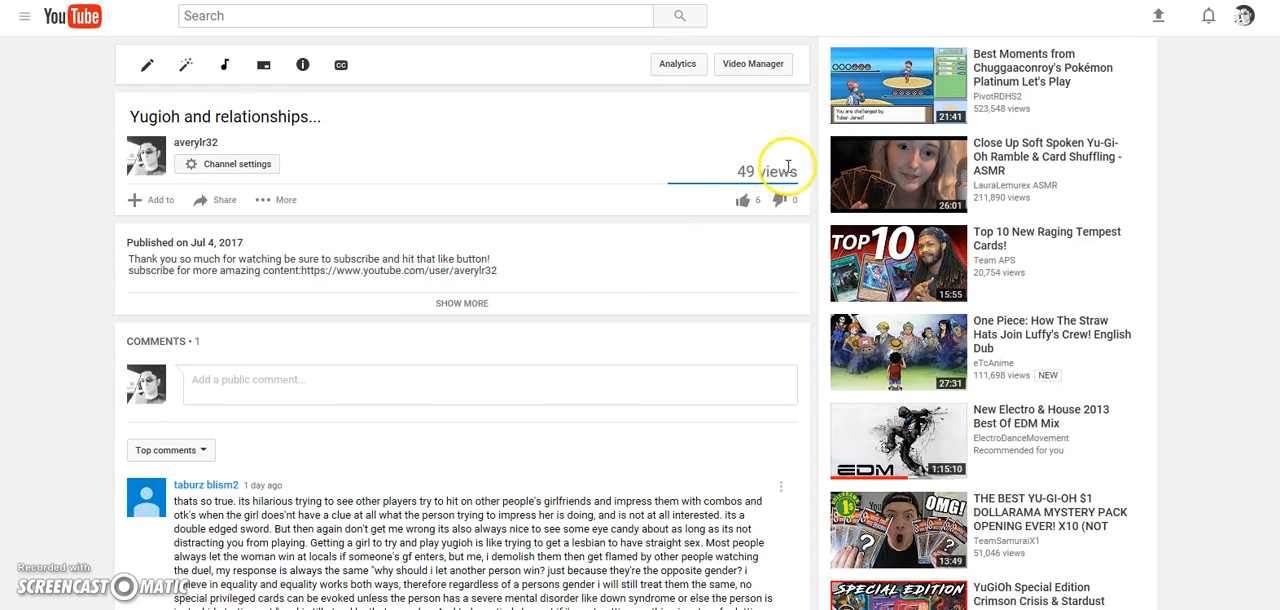 YouTube
Search
CC
Analytics
Video Manager
Yugioh and relationships...
averylr32
Channel settings
49 views
Add to
Share
More
6
0
Published on Jul 4, 2017
Thank you so much for watching be sure to subscribe and hit that like button!
subscribe for more amazing content:https://www.youtube.com/user/averylr32
SHOW MORE
COMMENTS • 1
Add a public comment...
Top comments
taburz blism2 1 day ago
thats so true. its hilarious trying to see other players try to hit on other people's girlfriends and impress them with combos and
otk's when the girl does'nt have a clue at all what the person trying to impress her is doing, and is not at all interested. its a
double edged sword. But then again don't get me wrong its also always nice to see some eye candy about as long as its not
distracting you from playing. Getting a girl to try and play yugioh is like trying to get a lesbian to have straight sex. Most people
always let the woman win at locals if someone's gf enters, but me, i demolish them then get flamed by other people watching
the duel, my response is always the same "why should i let another person win? just because they're the opposite gender? i
believe in equality and equality works both ways, therefore regardless of a persons gender i will still treat them the same, no
special privileged cards can be evoked unless the person has a severe mental disorder like down syndrome or else the person is
Recorded with
SCREENCAST MATIC
Best Moments from
Chuggaaconroy's Pokémon
Platinum Let's Play
PivotRDHS2
523,548 views
You are challenged by
Tuber Jared!
21:41
Close Up Soft Spoken Yu-Gi-
Oh Ramble & Card Shuffling -
ASMR
LauraLemurex ASMR
211,890 views
26:01
Top 10 New Raging Tempest
Cards!
Team APS
20,754 views
TOP 10
15:55
One Piece: How The Straw
Hats Join Luffy's Crew! English
Dub
eTcAnime
111,698 views NEW
27:31
New Electro & House 2013
Best Of EDM Mix
ElectroDanceMovement
Recommended for you
EDM
1:15:10
THE BEST YU-GI-OH $1
DOLLARAMA MYSTERY PACK
OPENING EVER! X10 (NOT
TeamSamuraiX1
51,046 views
OMG!
13:49
YuGiOh Special Edition
Crimson Crisis & Stardust
SPECIAL EDITION